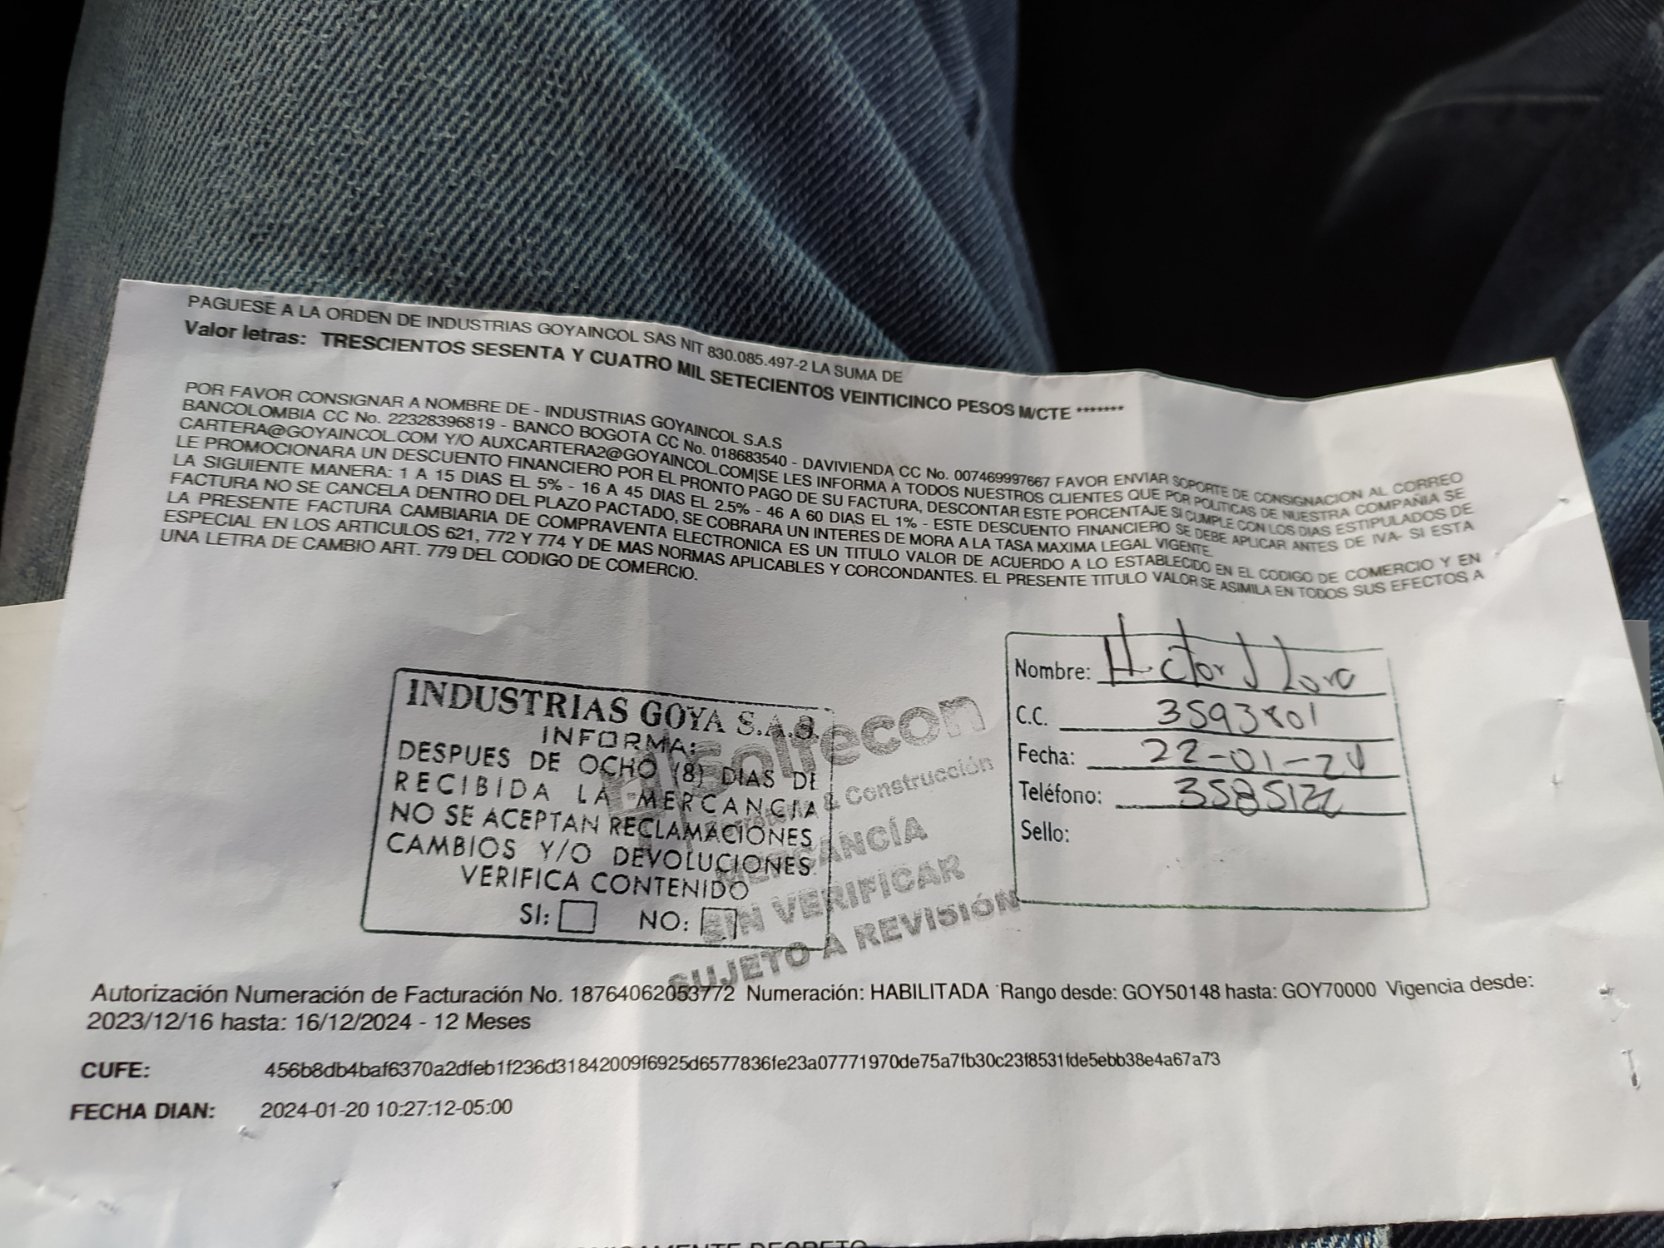 PAGUESE A LA ORDEN DE INDUSTRIAS GOYAINCOL SAS NIT 830.085.497-2 LA SUMA DE
Valor letras: TRESCIENTOS SESENTA Y CUATRO MIL SETECIENTOS VEINTICINCO PESOS M/CTE *******
POR FAVOR CONSIGNAR A NOMBRE DE - INDUSTRIAS GOYAINCOL S.A.S
BANCOLOMBIA CC No. 22328396819 - BANCO BOGOTA CC No. 018683540 - DAVIVIENDA CC No. 007469997667 FAVOR ENVIAR SOPORTE DE CONSIGNACION AL CORREO
CARTERA@GOYAINCOL.COM Y/O AUXCARTERA2@GOYAINCOL.COM|SE LES INFORMA A TODOS NUESTROS CLIENTES QUE POR POLITICAS DE NUESTRA COMPAÑIA SE
LE PROMOCIONARA UN DESCUENTO FINANCIERO POR EL PRONTO PAGO DE SU FACTURA, DESCONTAR ESTE PORCENTAJE SI CUMPLE CON LOS DIAS ESTIPULADOS DE
LA SIGUIENTE MANERA: 1 A 15 DIAS EL 5% - 16 A 45 DIAS EL 2.5% - 46 A 60 DIAS EL 1% - ESTE DESCUENTO FINANCIERO SE DEBE APLICAR ANTES DE IVA- SI ESTA
FACTURA NO SE CANCELA DENTRO DEL PLAZO PACTADO, SE COBRARA UN INTERES DE MORA A LA TASA MAXIMA LEGAL VIGENTE.
LA PRESENTE FACTURA CAMBIARIA DE COMPRAVENTA ELECTRONICA ES UN TITULO VALOR DE ACUERDO A LO ESTABLECIDO EN EL CODIGO DE COMERCIO Y EN
ESPECIAL EN LOS ARTICULOS 621, 772 Y 774 Y DE MAS NORMAS APLICABLES Y CORCONDANTES. EL PRESENTE TITULO VALOR SE ASIMILA EN TODOS SUS EFECTOS A
UNA LETRA DE CAMBIO ART. 779 DEL CODIGO DE COMERCIO.
INDUSTRIAS GOYA S.A.S.
INFORMA:
DESPUES DE OCHO (8) DIAS DE
RECIBIDA LA MERCANCIA
NO SE ACEPTAN RECLAMACIONES
CAMBIOS Y/O DEVOLUCIONES
VERIFICA CONTENIDO
SI: NO:
Soltecon
& Construcción
MERCANCÍA
SIN VERIFICAR
SUJETO A REVISIÓN
Nombre: Hector J Lora
C.C. 3593801
Fecha: 22-01-24
Teléfono: 3585122
Sello:
Autorización Numeración de Facturación No. 18764062053772 Numeración: HABILITADA Rango desde: GOY50148 hasta: GOY70000 Vigencia desde:
2023/12/16 hasta: 16/12/2024 - 12 Meses
CUFE: 456b8db4baf6370a2dfeb1f236d31842009f6925d6577836fe23a07771970de75a7fb30c23f8531fde5ebb38e4a67a73
FECHA DIAN: 2024-01-20 10:27:12-05:00